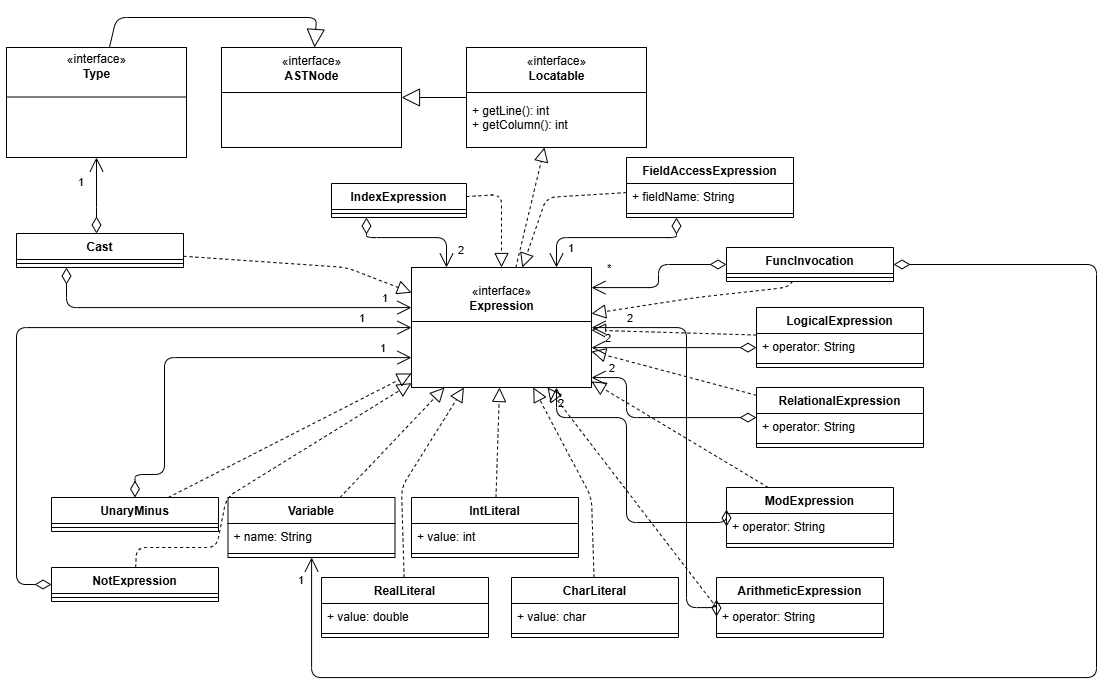 «interface»
Type
«interface»
ASTNode
«interface»
Locatable
+ getLine(): int
+ getColumn(): int
1
IndexExpression
FieldAccessExpression
+ fieldName: String
Cast
2
1
*
FuncInvocation
1
«interface»
Expression
1
2
LogicalExpression
+ operator: String
2
1
2
RelationalExpression
+ operator: String
2
UnaryMinus
Variable
+ name: String
IntLiteral
+ value: int
ModExpression
+ operator: String
NotExpression
1
RealLiteral
+ value: double
CharLiteral
+ value: char
ArithmeticExpression
+ operator: String